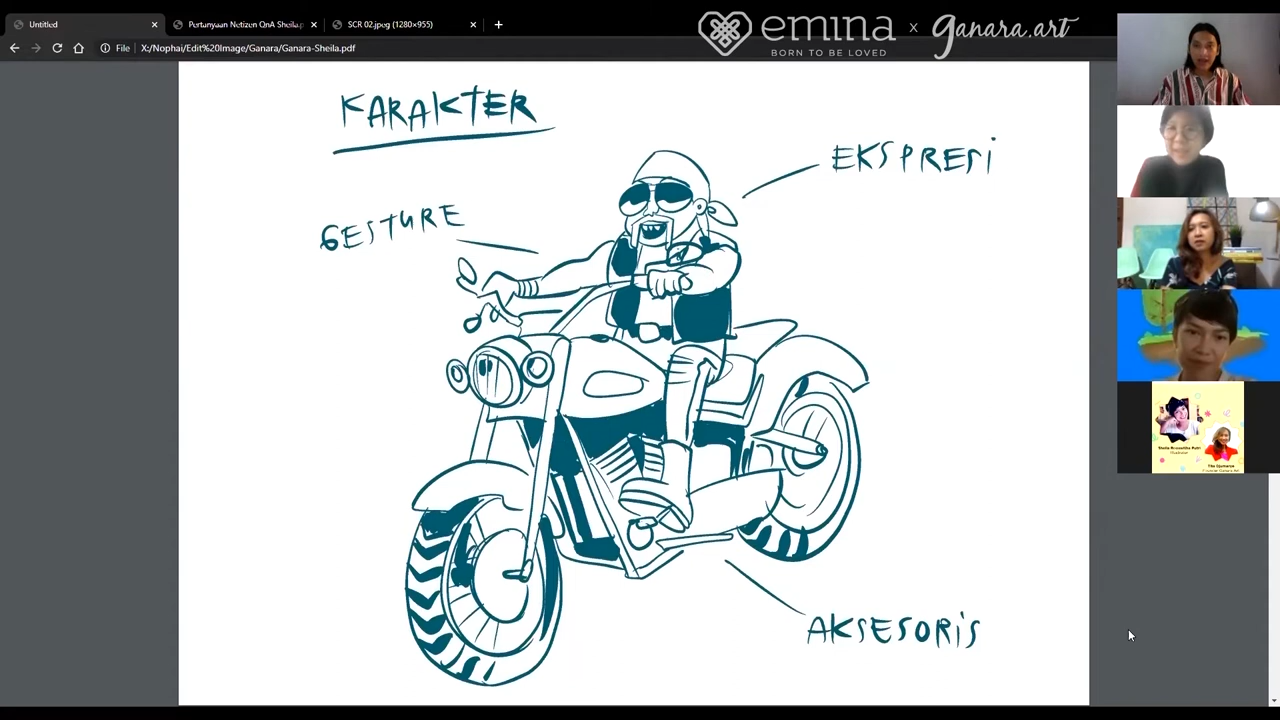 Untitled
Pertanyaan Netizen QnA Sheila.p
SCR 02.jpeg (1280×955)
File
X:/Nophai/Edit%20Image/Ganara/Ganara-Sheila.pdf
emina x ganara.art
BORN TO BE LOVED
KARAKTER
EKSPRESi
GESTURE
AKSESORiS